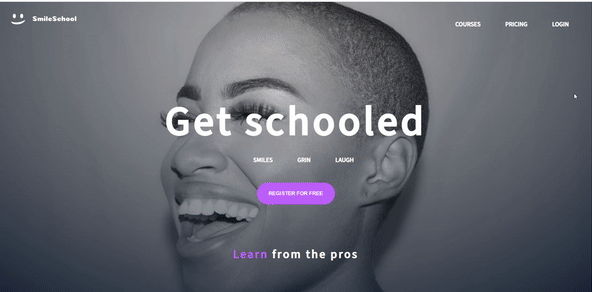 SmileSchool
COURSES PRICING LOGIN
Get schooled
SMILES GRIN LAUGH
REGISTER FOR FREE
Learn from the pros